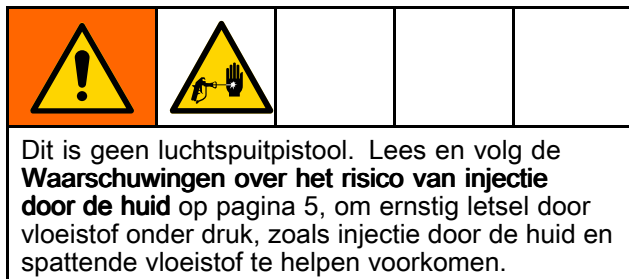 Dit is geen luchtspuitpistool. Lees en volg de
Waarschuwingen over het risico van injectie
door de huid op pagina 5, om ernstig letsel door
vloeistof onder druk, zoals injectie door de huid en
spattende vloeistof te helpen voorkomen.